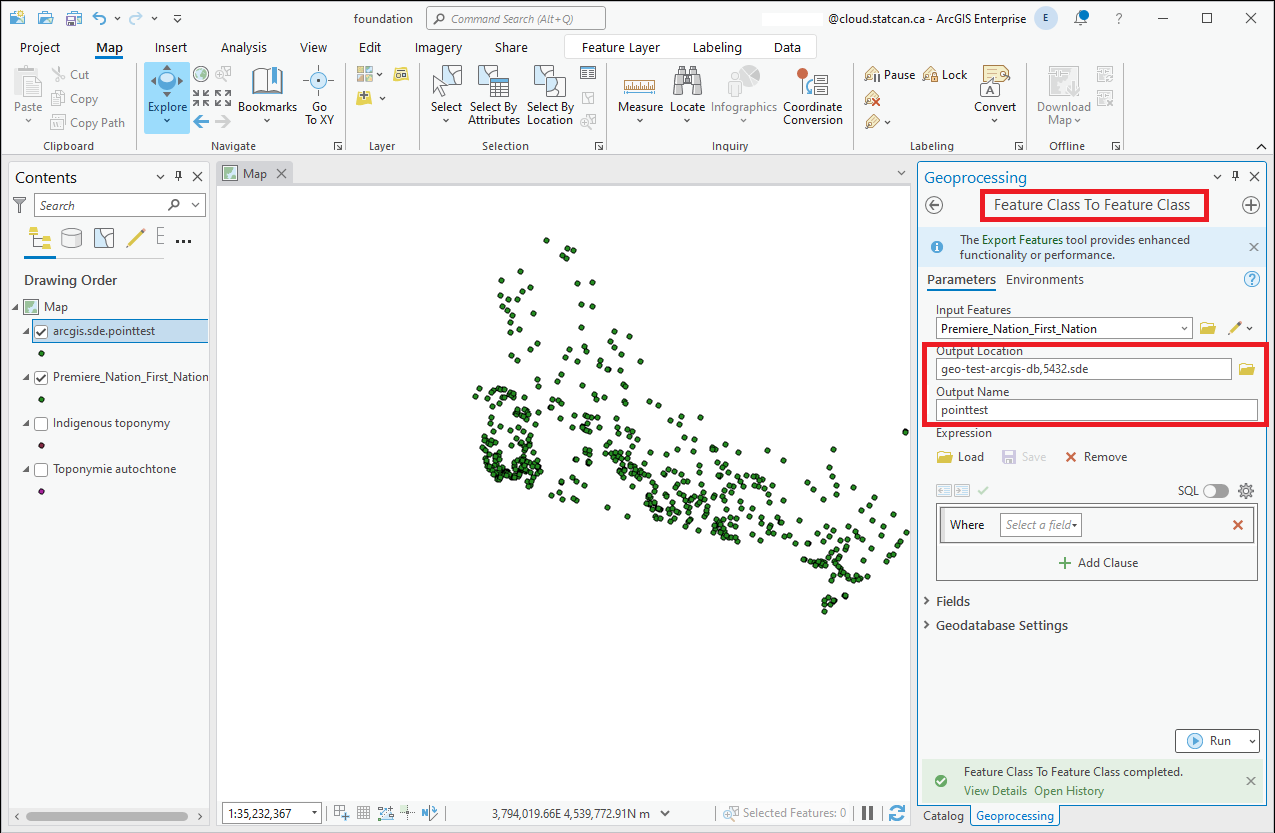 foundation
Command Search (Alt+Q)
@cloud.statcan.ca - ArcGIS Enterprise
E
?
Project
Map
Insert
Analysis
View
Edit
Imagery
Share
Feature Layer
Labeling
Data
Paste
Cut
Copy
Copy Path
Clipboard
Explore
Bookmarks
Go
To XY
Navigate
Layer
Select
Select By
Attributes
Select By
Location
Selection
Measure
Locate
Infographics
Coordinate
Conversion
Inquiry
Pause
Lock
Convert
Labeling
Download
Map
Offline
Contents
Search
Drawing Order
Map
arcgis.sde.pointtest
Premiere_Nation_First_Nation
Indigenous toponymy
Toponymie autochtone
Map
1:35,232,367
3,794,019.66E 4,539,772.91N m
Selected Features: 0
Geoprocessing
Feature Class To Feature Class
The Export Features tool provides enhanced
functionality or performance.
Parameters
Environments
?
Input Features
Premiere_Nation_First_Nation
Output Location
geo-test-arcgis-db,5432.sde
Output Name
pointtest
Expression
Load
Save
Remove
SQL
Where
Select a field
Add Clause
Fields
Geodatabase Settings
Run
Feature Class To Feature Class completed.
View Details Open History
Catalog
Geoprocessing